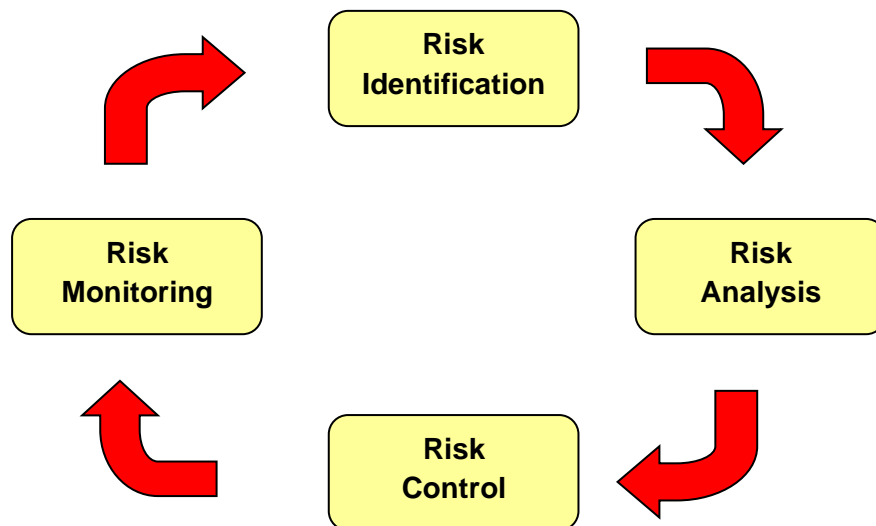 Risk
Identification
Risk
Monitoring
Risk
Analysis
Risk
Control